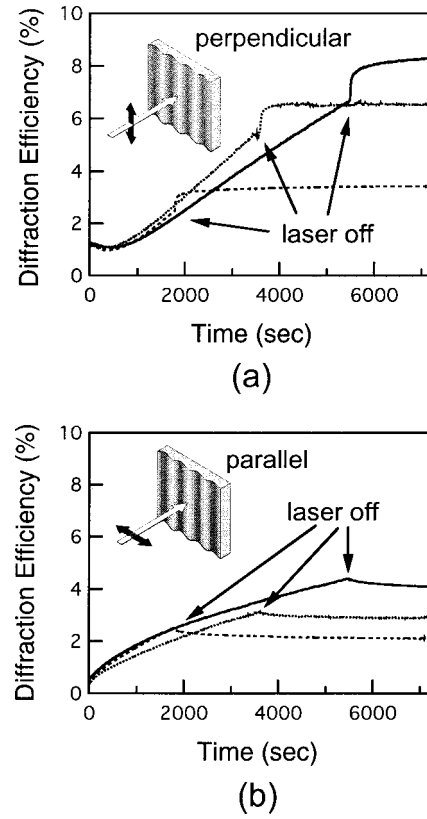 Diffraction Efficiency (%)
10
8
6
4
2
0
perpendicular
laser off
0
2000
4000
6000
Time (sec)
(a)
Diffraction Efficiency (%)
10
8
6
4
2
0
parallel
laser off
0
2000
4000
6000
Time (sec)
(b)